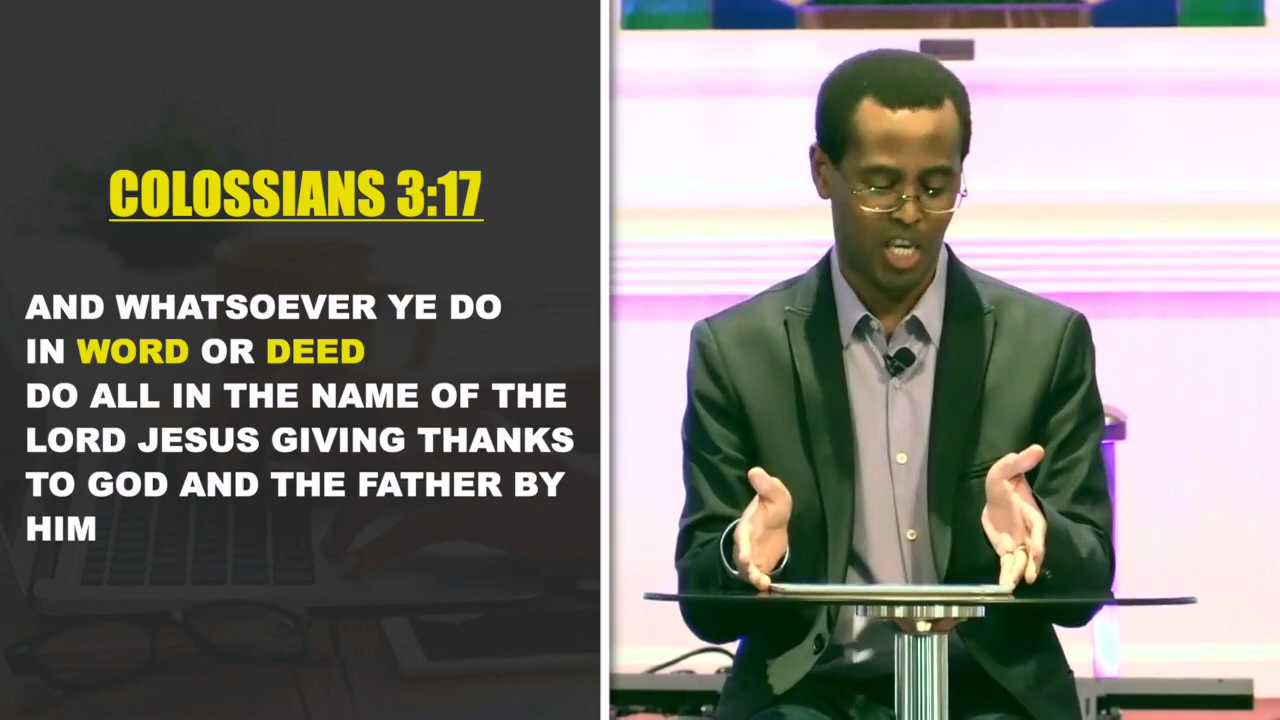 COLOSSIANS 3:17
AND WHATSOEVER YE DO
IN WORD OR DEED
DO ALL IN THE NAME OF THE
LORD JESUS GIVING THANKS
TO GOD AND THE FATHER BY
HIM